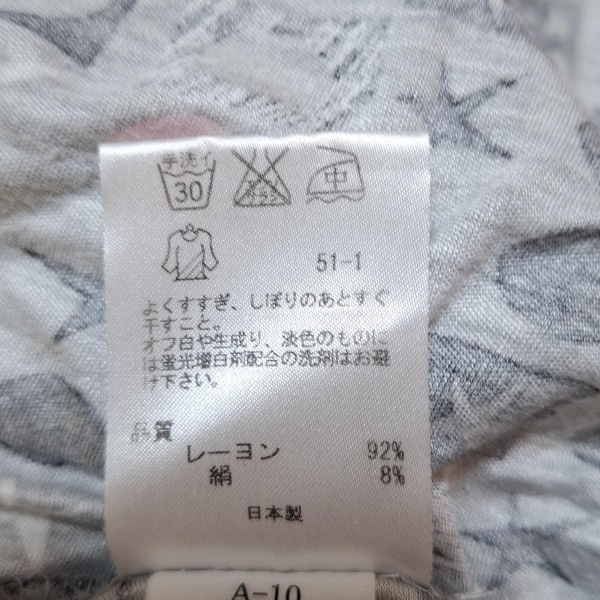 手洗イ
30
中
51-1
よくすすぎ、しぼりのあとすぐ
干すこと。
オフ白や生成り、淡色のものに
は蛍光増白剤配合の洗剤はお避
け下さい。
品質
レーヨン 92%
絹 8%
日本製
A-10